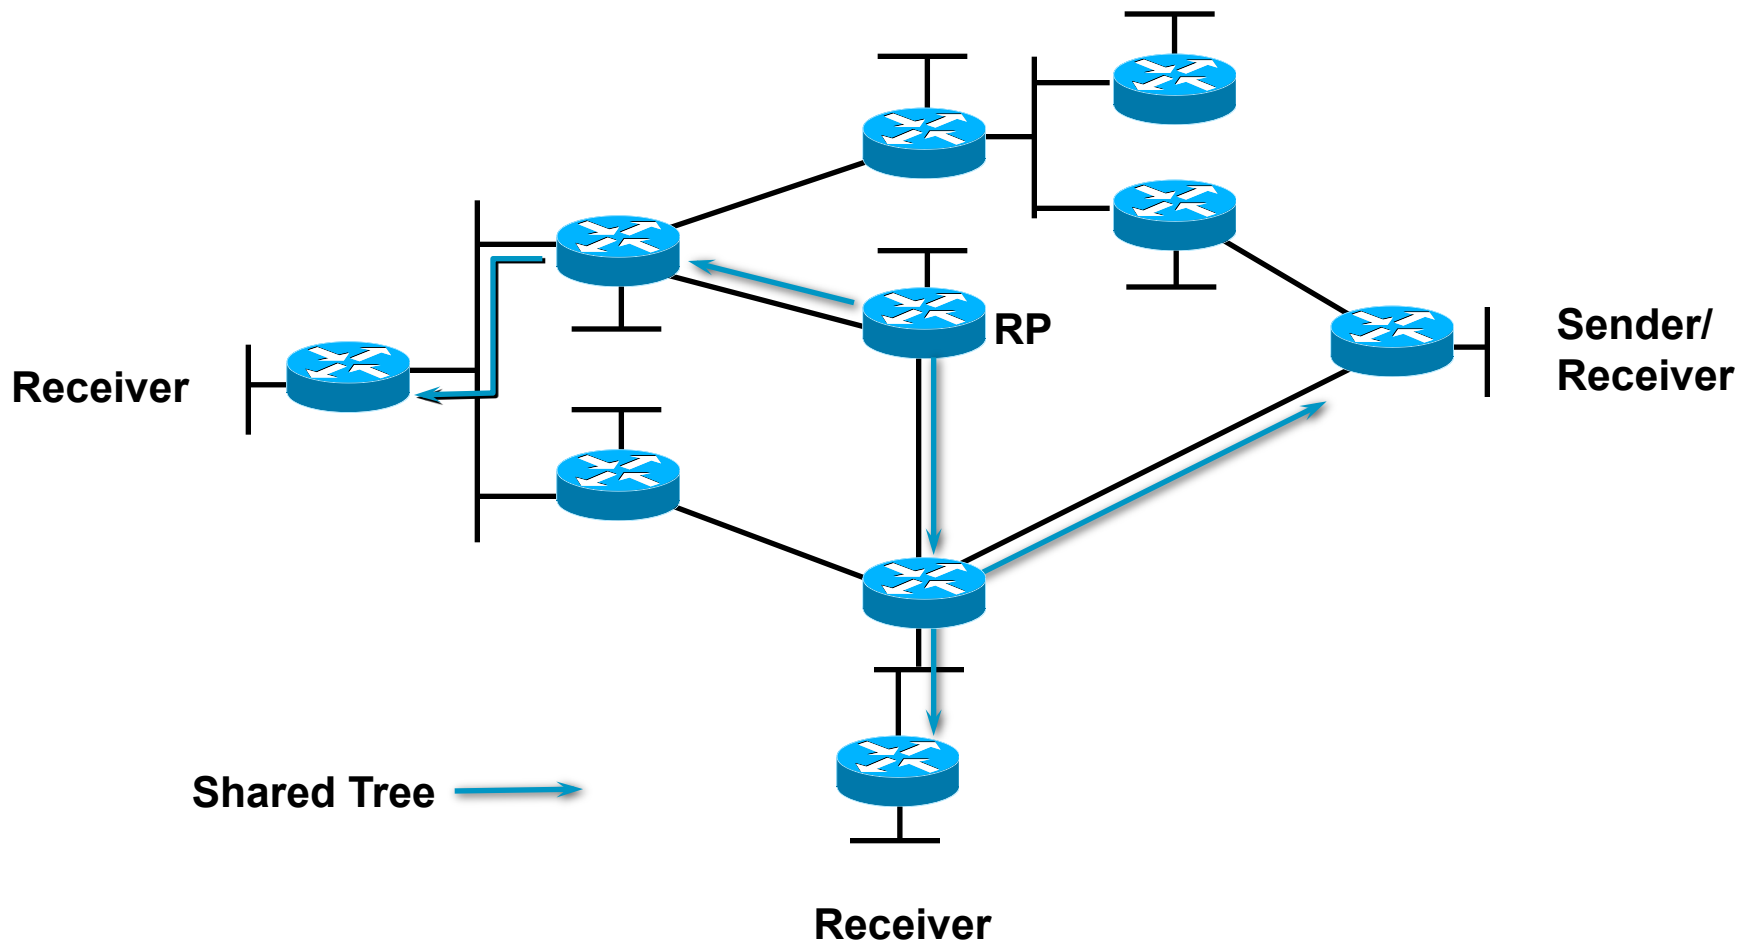 RP
Sender/
Receiver
Receiver
Shared Tree
Receiver